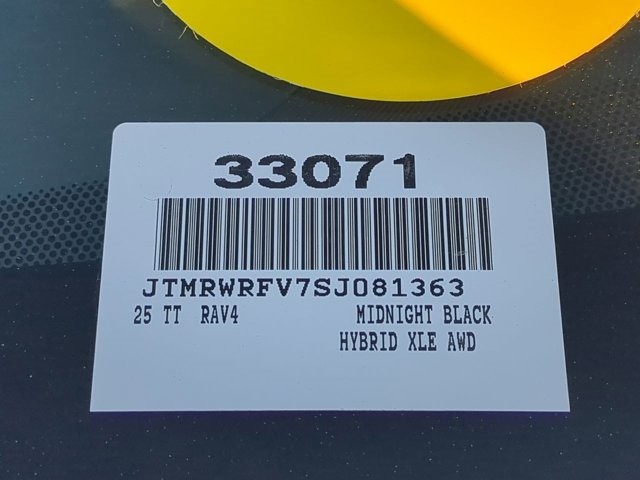 33071
JTMRWRFV7SJ081363
25 TT RAV4 MIDNIGHT BLACK
HYBRID XLE AWD